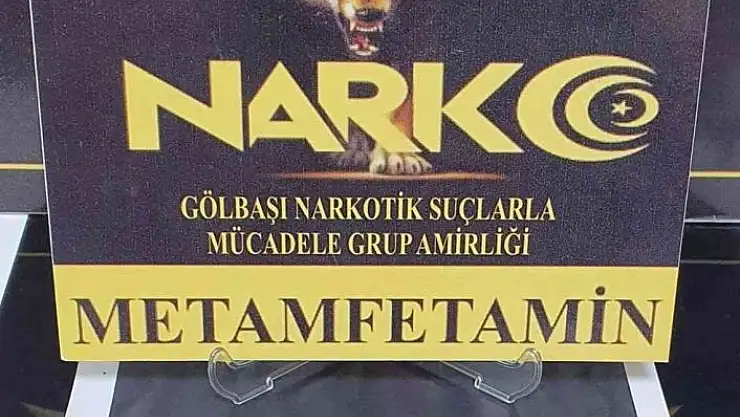 NARKO
GÖLBAŞI NARKOTİK SUÇLARLA
MÜCADELE GRUP AMİRLİĞİ
METAMFETAMİN